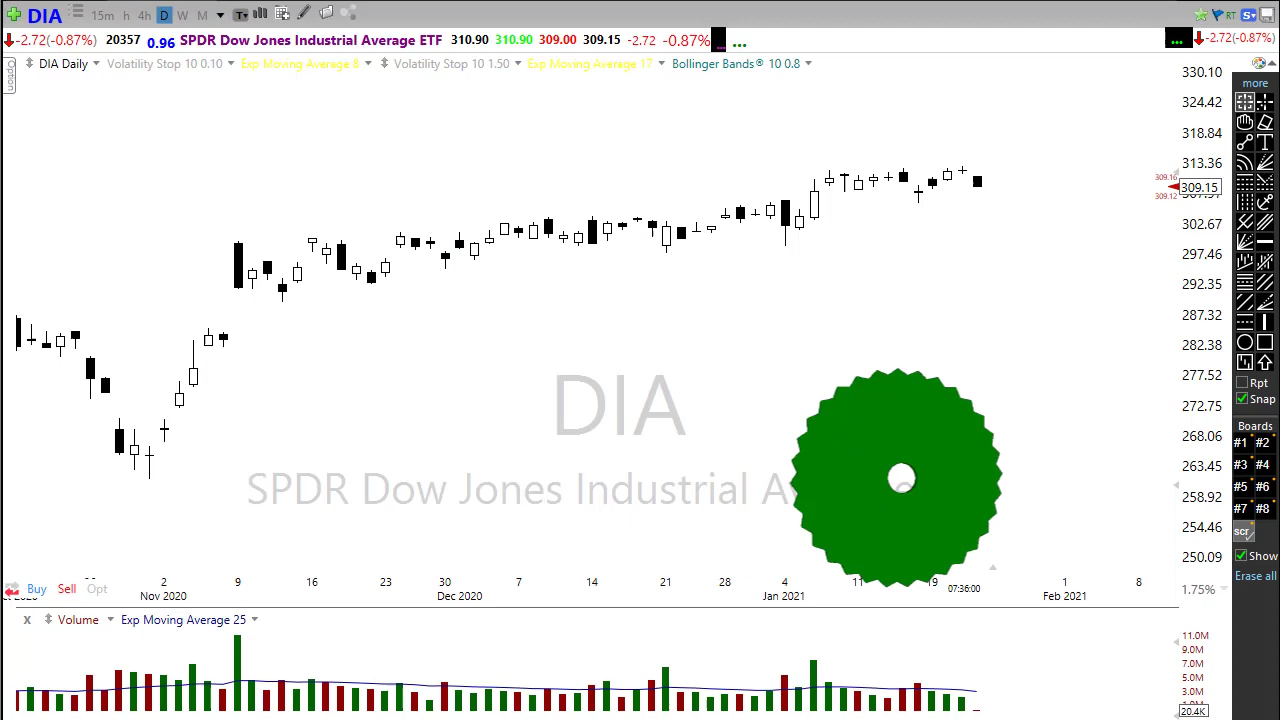 DIA 15m h 4h D W M T RT S
-2.72(-0.87%) 20357 0.96 SPDR Dow Jones Industrial Average ETF 310.90 310.90 309.00 309.15 -2.72 -0.87% ... ... -2.72(-0.87%)
Option DIA Daily Volatility Stop 10 0.10 Exp Moving Average 8 Volatility Stop 10 1.50 Exp Moving Average 17 Bollinger Bands® 10 0.8
330.10
more
324.42
318.84
313.36
309.16
309.15
309.12
302.67
297.46
292.35
287.32
282.38
277.52
Rpt
Snap
272.75
DIA
Boards
268.06
#1 #2
263.45
#3 #4
SPDR Dow Jones Industrial A e
#5 #6
258.92
#7 #8
254.46
scr
250.09
Show
Erase all
2 9 16 23 30 7 14 21 28 4 11 19 1 8
Buy Sell Opt 07:36:00 1.75%
Nov 2020 Dec 2020 Jan 2021 Feb 2021
x Volume Exp Moving Average 25
11.0M
9.0M
7.0M
5.0M
3.0M
20.4K